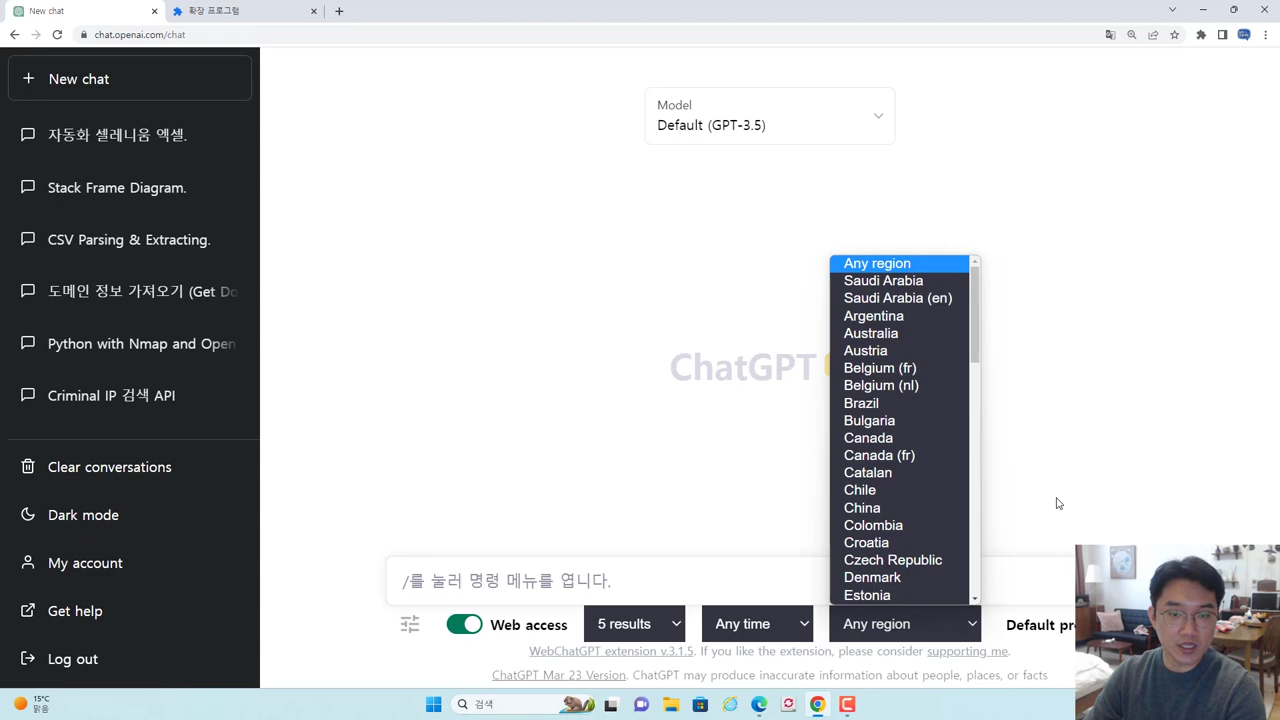 New chat
확장 프로그램
chat.openai.com/chat
New chat
자동화 셀레니움 엑셀.
Stack Frame Diagram.
CSV Parsing & Extracting.
도메인 정보 가져오기 (Get Do
Python with Nmap and Open
Criminal IP 검색 API
Clear conversations
Dark mode
My account
Get help
Log out
Model
Default (GPT-3.5)
ChatGPT
Any region
Saudi Arabia
Saudi Arabia (en)
Argentina
Australia
Austria
Belgium (fr)
Belgium (nl)
Brazil
Bulgaria
Canada
Canada (fr)
Catalan
Chile
China
Colombia
Croatia
Czech Republic
Denmark
Estonia
/를 눌러 명령 메뉴를 엽니다.
Web access
5 results
Any time
Any region
Default pr
WebChatGPT extension v.3.1.5. If you like the extension, please consider supporting me.
ChatGPT Mar 23 Version. ChatGPT may produce inaccurate information about people, places, or facts
15°C
맑음
검색